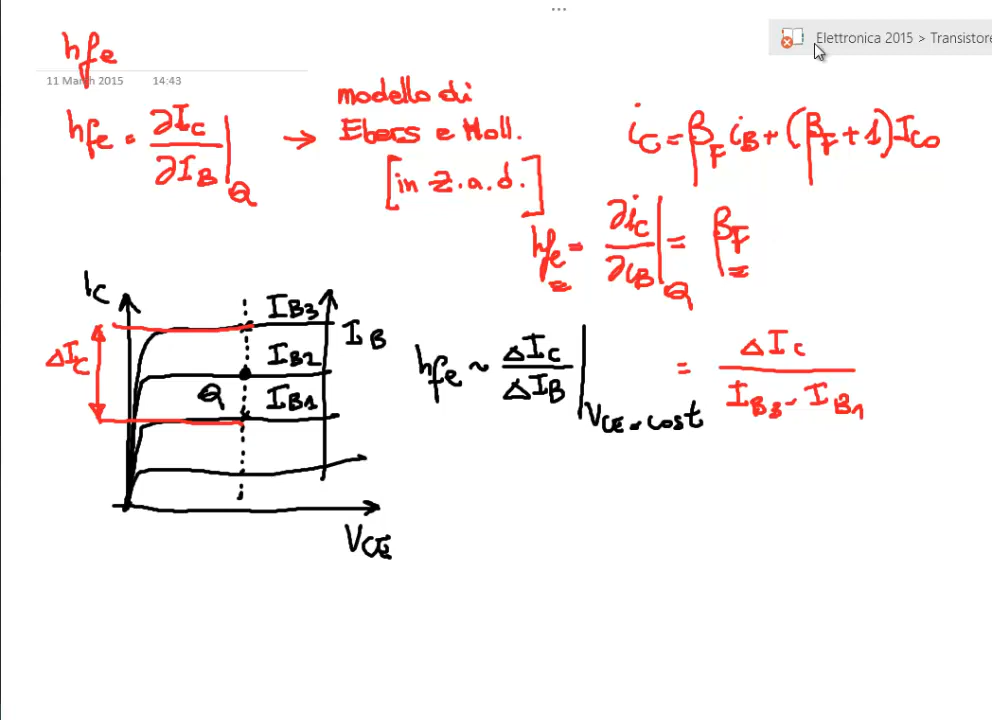 Elettronica 2015 > Transistore
hfe
11 March 2015 14:43
hfe = ∂IC/∂IB |Q → modello di
Ebers e Moll.
[in z.a.d.]
iC = βF iB + (βF + 1) ICO
hfe = ∂iC/∂iB |Q = βF
IC
IB3
IB
ΔIC
IB2
Q IB1
VCE
hfe ~ ΔIC/ΔIB |VCE = cost = ΔIC/(IB3 - IB1)